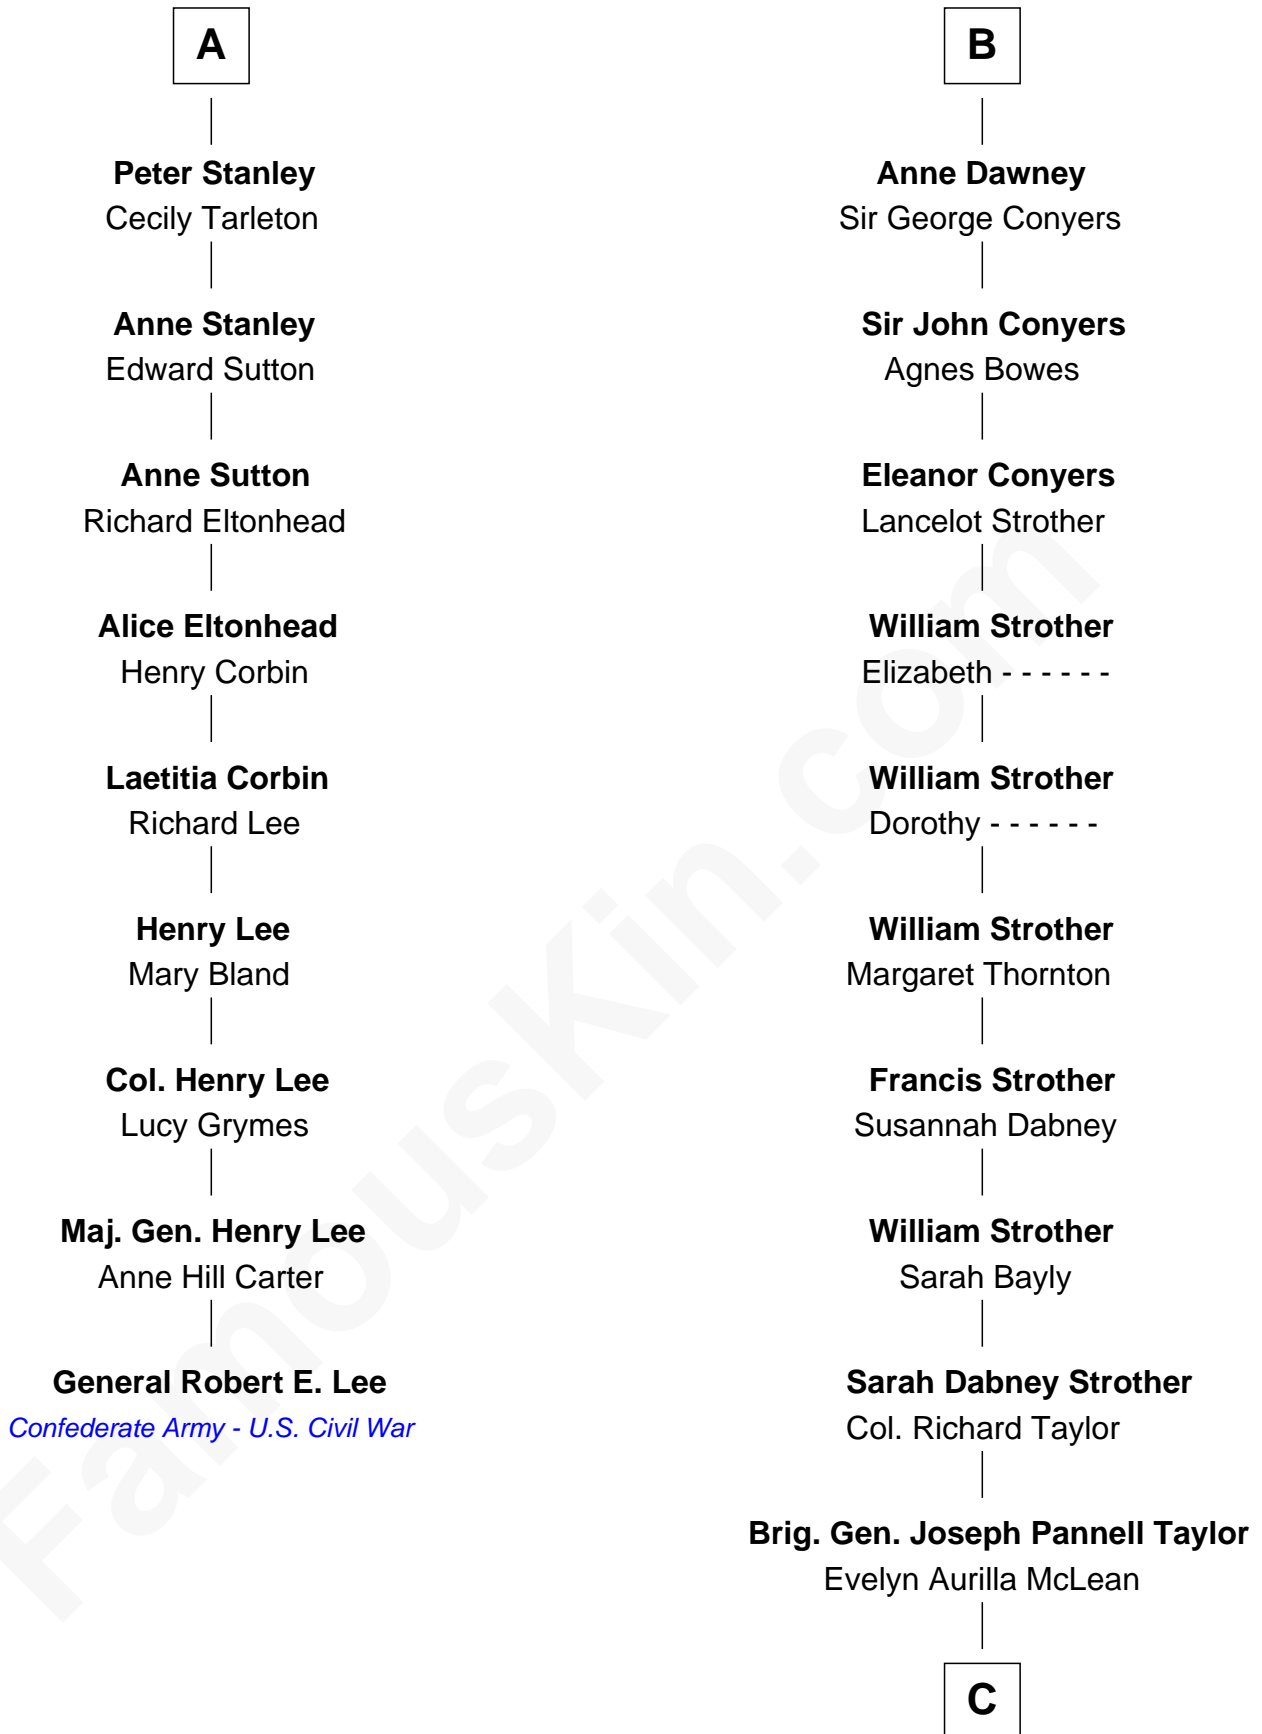 A
Peter Stanley
Cecily Tarleton
Anne Stanley
Edward Sutton
Anne Sutton
Richard Eltonhead
Alice Eltonhead
Henry Corbin
Laetitia Corbin
Richard Lee
Henry Lee
Mary Bland
Col. Henry Lee
Lucy Grymes
Maj. Gen. Henry Lee
Anne Hill Carter
General Robert E. Lee
Confederate Army - U.S. Civil War
B
Anne Dawney
Sir George Conyers
Sir John Conyers
Agnes Bowes
Eleanor Conyers
Lancelot Strother
William Strother
Elizabeth - - - - - -
William Strother
Dorothy - - - - - -
William Strother
Margaret Thornton
Francis Strother
Susannah Dabney
William Strother
Sarah Bayly
Sarah Dabney Strother
Col. Richard Taylor
Brig. Gen. Joseph Pannell Taylor
Evelyn Aurilla McLean
C
FamousKin.com